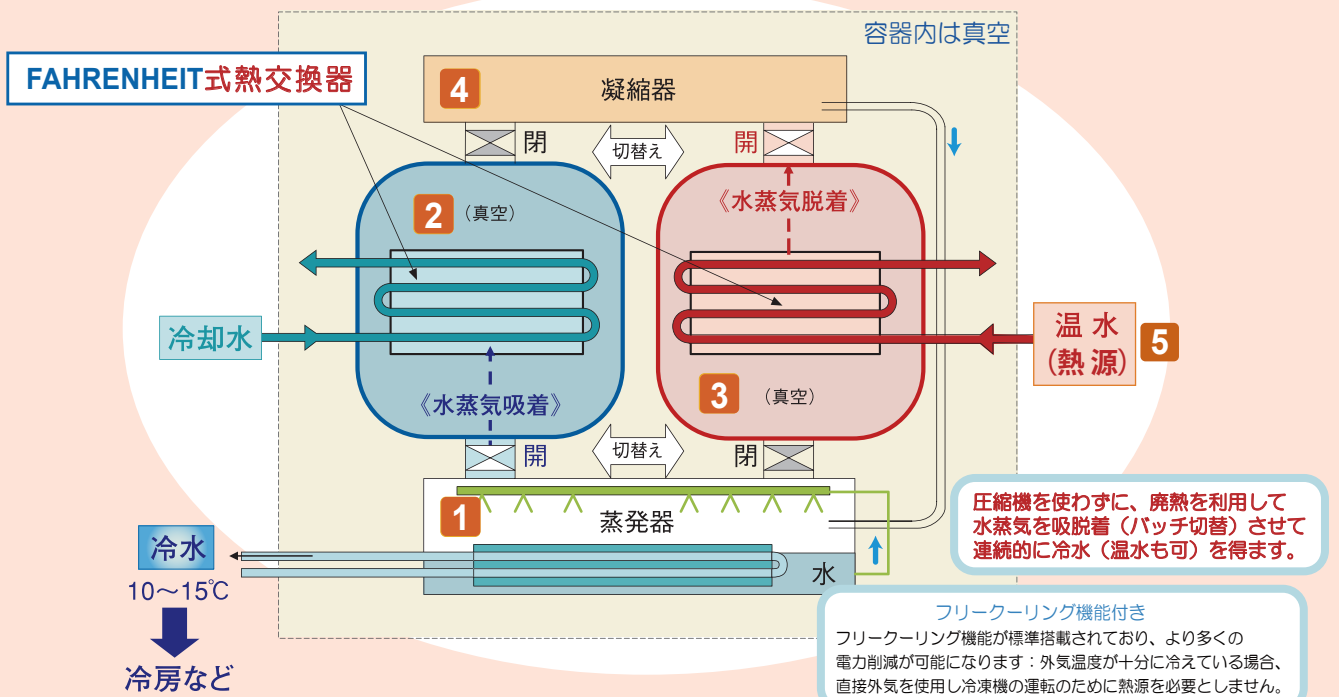 容器内は真空
FAHRENHEIT式熱交換器
4
凝縮器
閉
切替え
開
2
(真空)
《水蒸気脱着》
冷却水
温水
(熱源)
5
《水蒸気吸着》
3
(真空)
開
切替え
閉
1
蒸発器
水
冷水
10〜15℃
冷房など
圧縮機を使わずに、廃熱を利用して
水蒸気を吸脱着（バッチ切替）させて
連続的に冷水（温水も可）を得ます。
フリークーリング機能付き
フリークーリング機能が標準搭載されており、より多くの
電力削減が可能になります：外気温度が十分に冷えている場合、
直接外気を使用し冷凍機の運転のために熱源を必要としません。